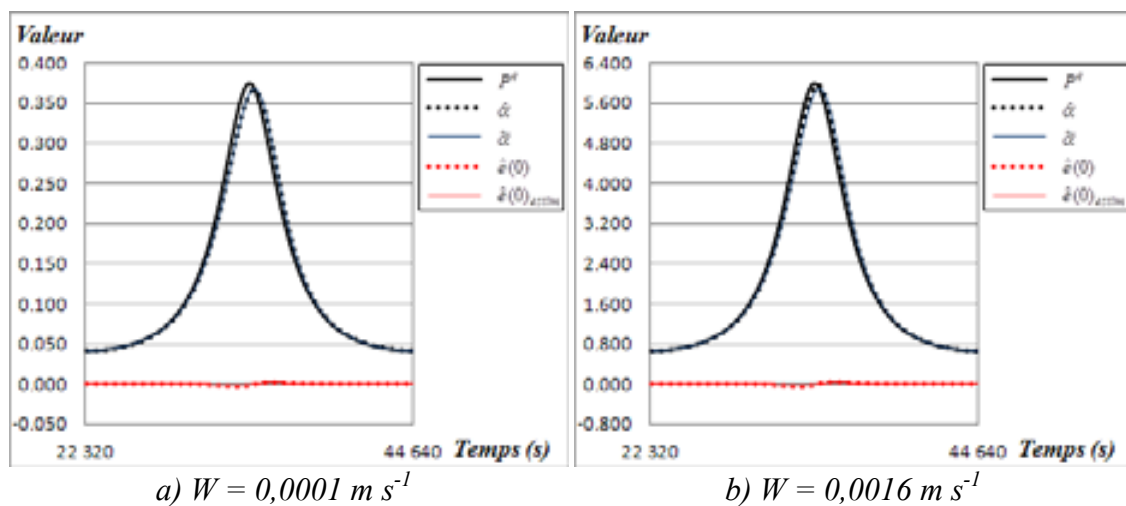 Valeur
0.400
0.350
0.300
0.250
0.200
0.150
0.100
0.050
0.000
-0.050
22 320
44 640
Temps (s)
α̂
α̃
ê(0)
a) W = 0,0001 m s⁻¹
Valeur
6.400
5.600
4.800
4.000
3.200
2.400
1.600
0.800
0.000
-0.800
22 320
44 640
Temps (s)
α̂
α̃
ê(0)
b) W = 0,0016 m s⁻¹